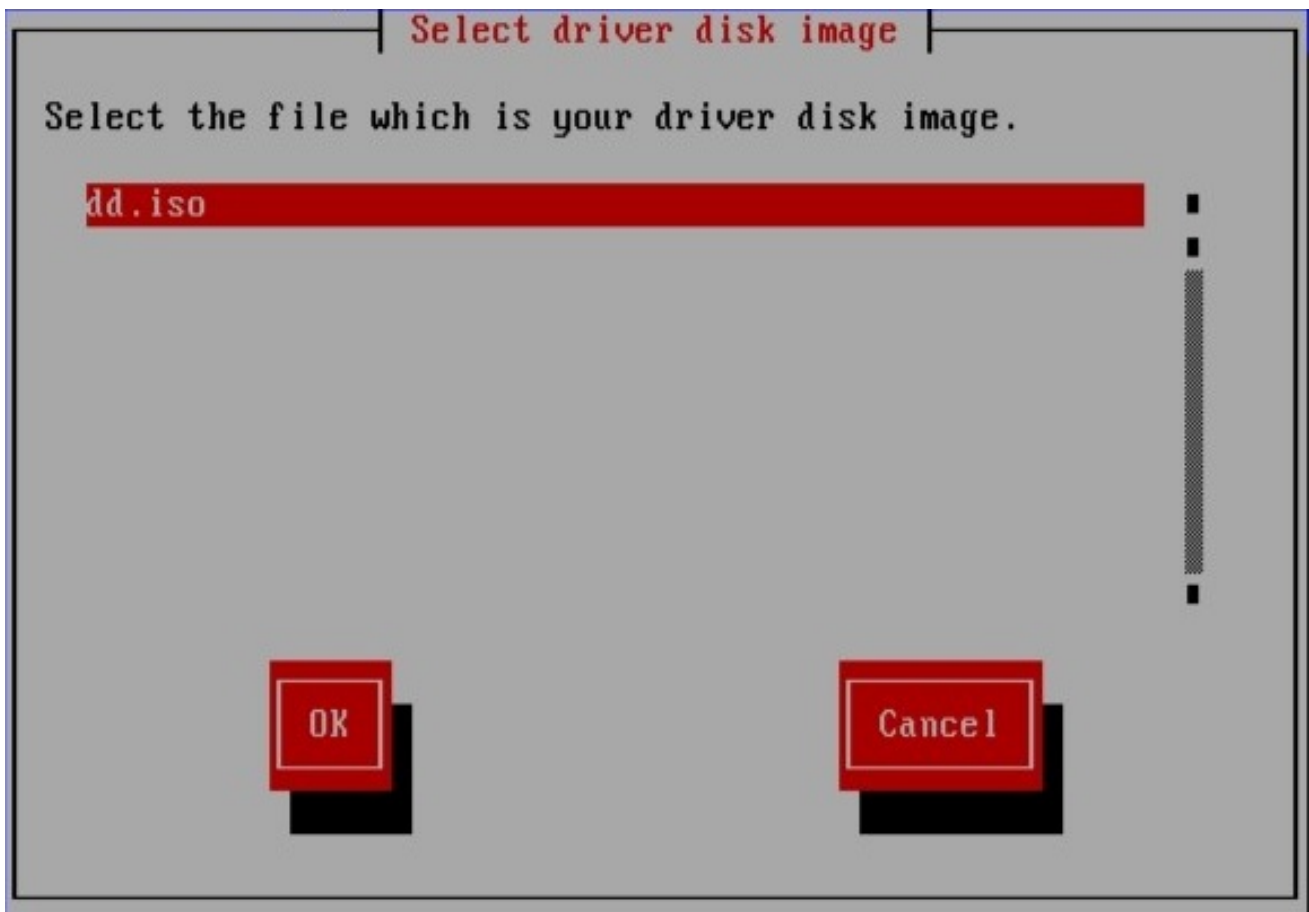 Select driver disk image
Select the file which is your driver disk image.
dd.iso
OK
Cancel